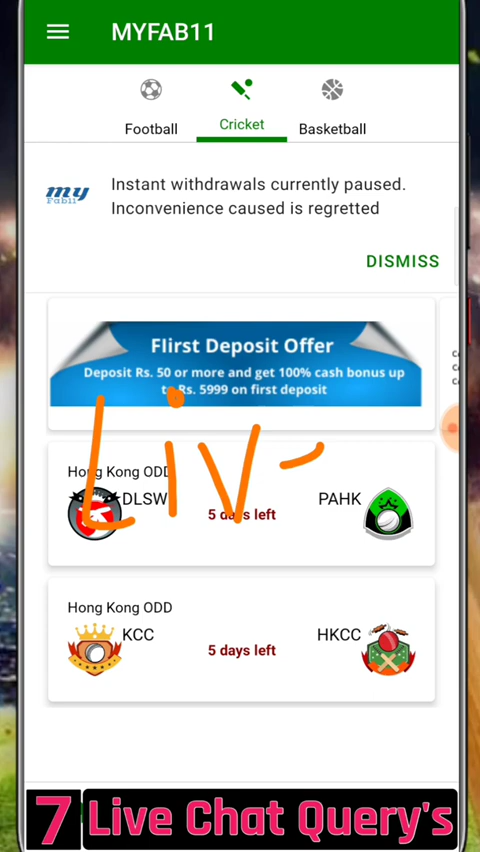 MYFAB11
Football
Cricket
Basketball
my
Fab11
Instant withdrawals currently paused.
Inconvenience caused is regretted
DISMISS
FIirst Deposit Offer
Deposit Rs. 50 or more and get 100% cash bonus up
to Rs. 5999 on first deposit
Liv
Hong Kong ODD
DLSW
5 days left
PAHK
Hong Kong ODD
KCC
5 days left
HKCC
7 Live Chat Query's